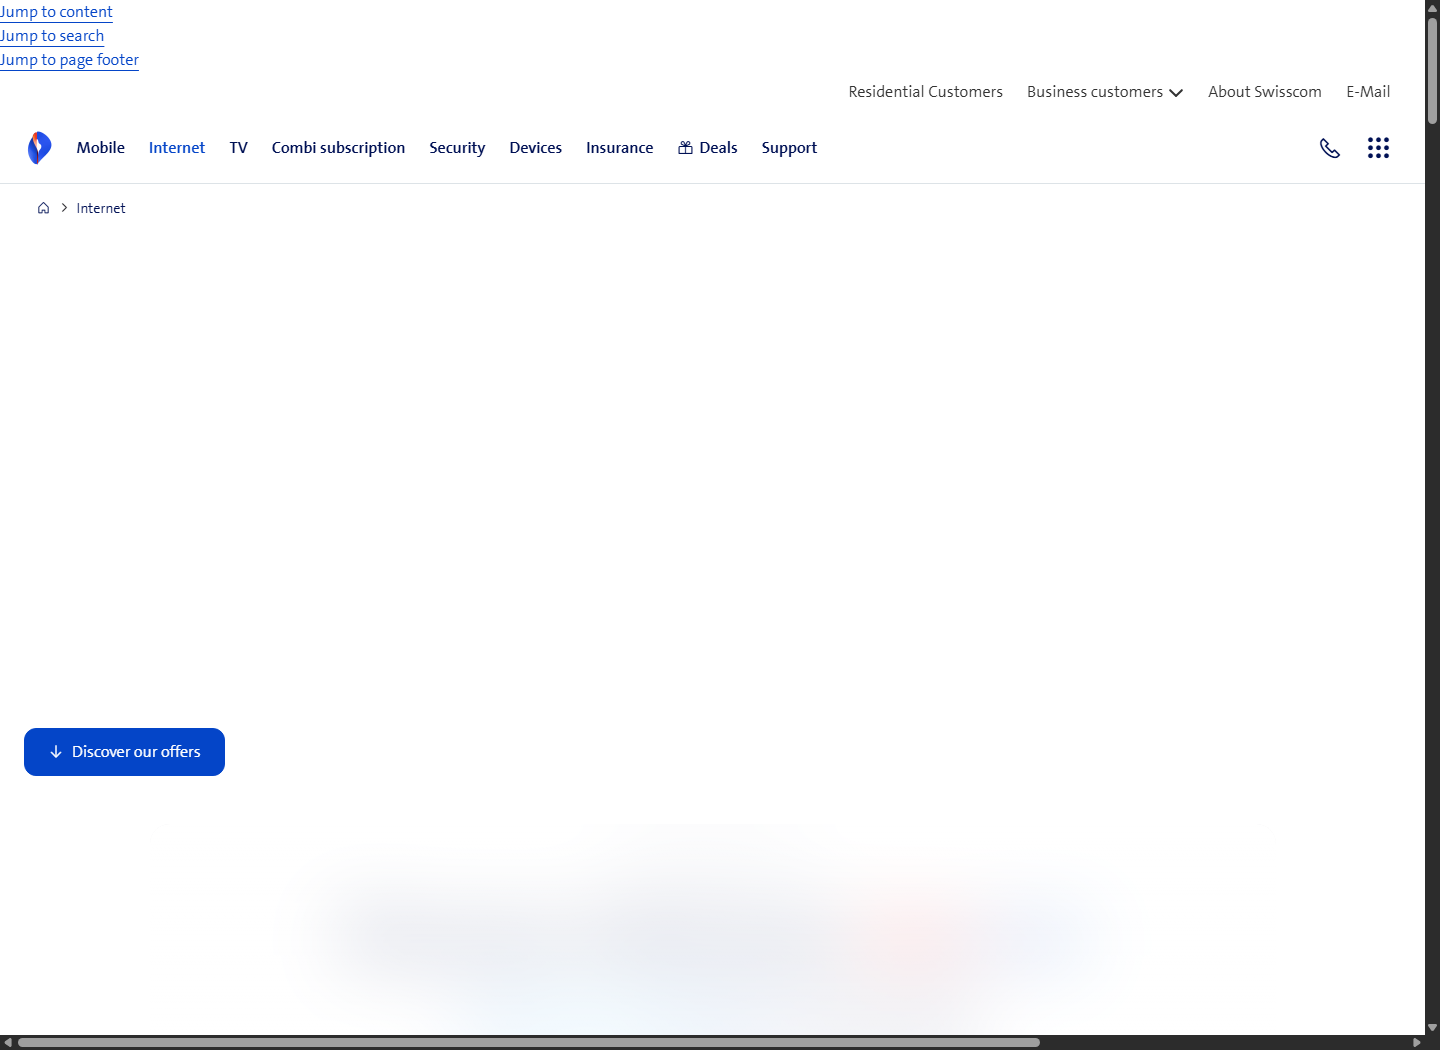 Jump to content
Jump to search
Jump to page footer
Residential Customers Business customers About Swisscom E-Mail
Mobile Internet TV Combi subscription Security Devices Insurance Deals Support
Internet
Discover our offers